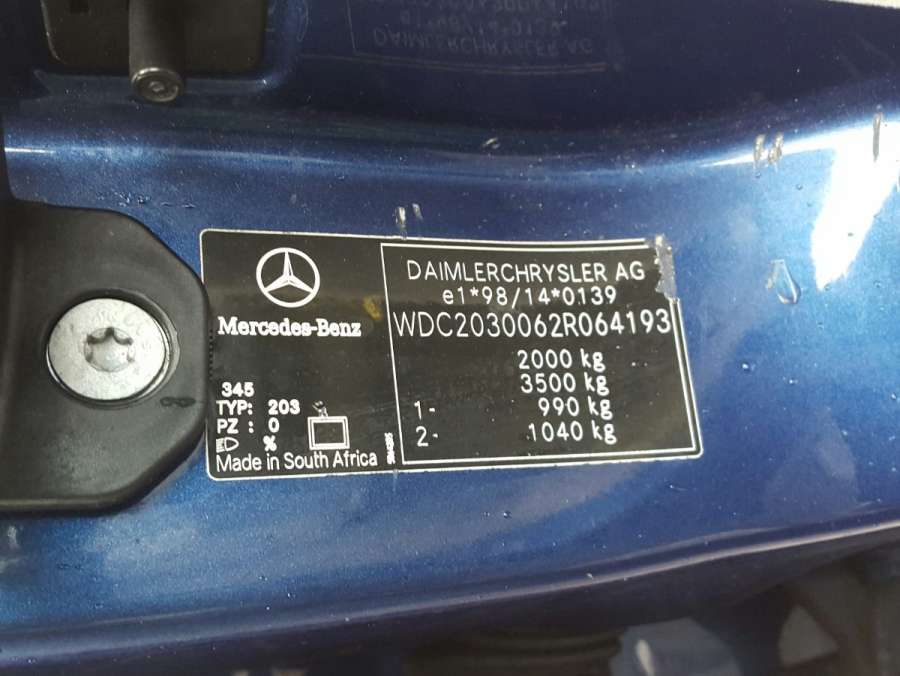 Mercedes-Benz
345
TYP: 203
PZ : 0
%
Made in South Africa
DAIMLERCHRYSLER AG
e1*98/14*0139
WDC2030062R064193
2000 kg
3500 kg
1- 990 kg
2- 1040 kg